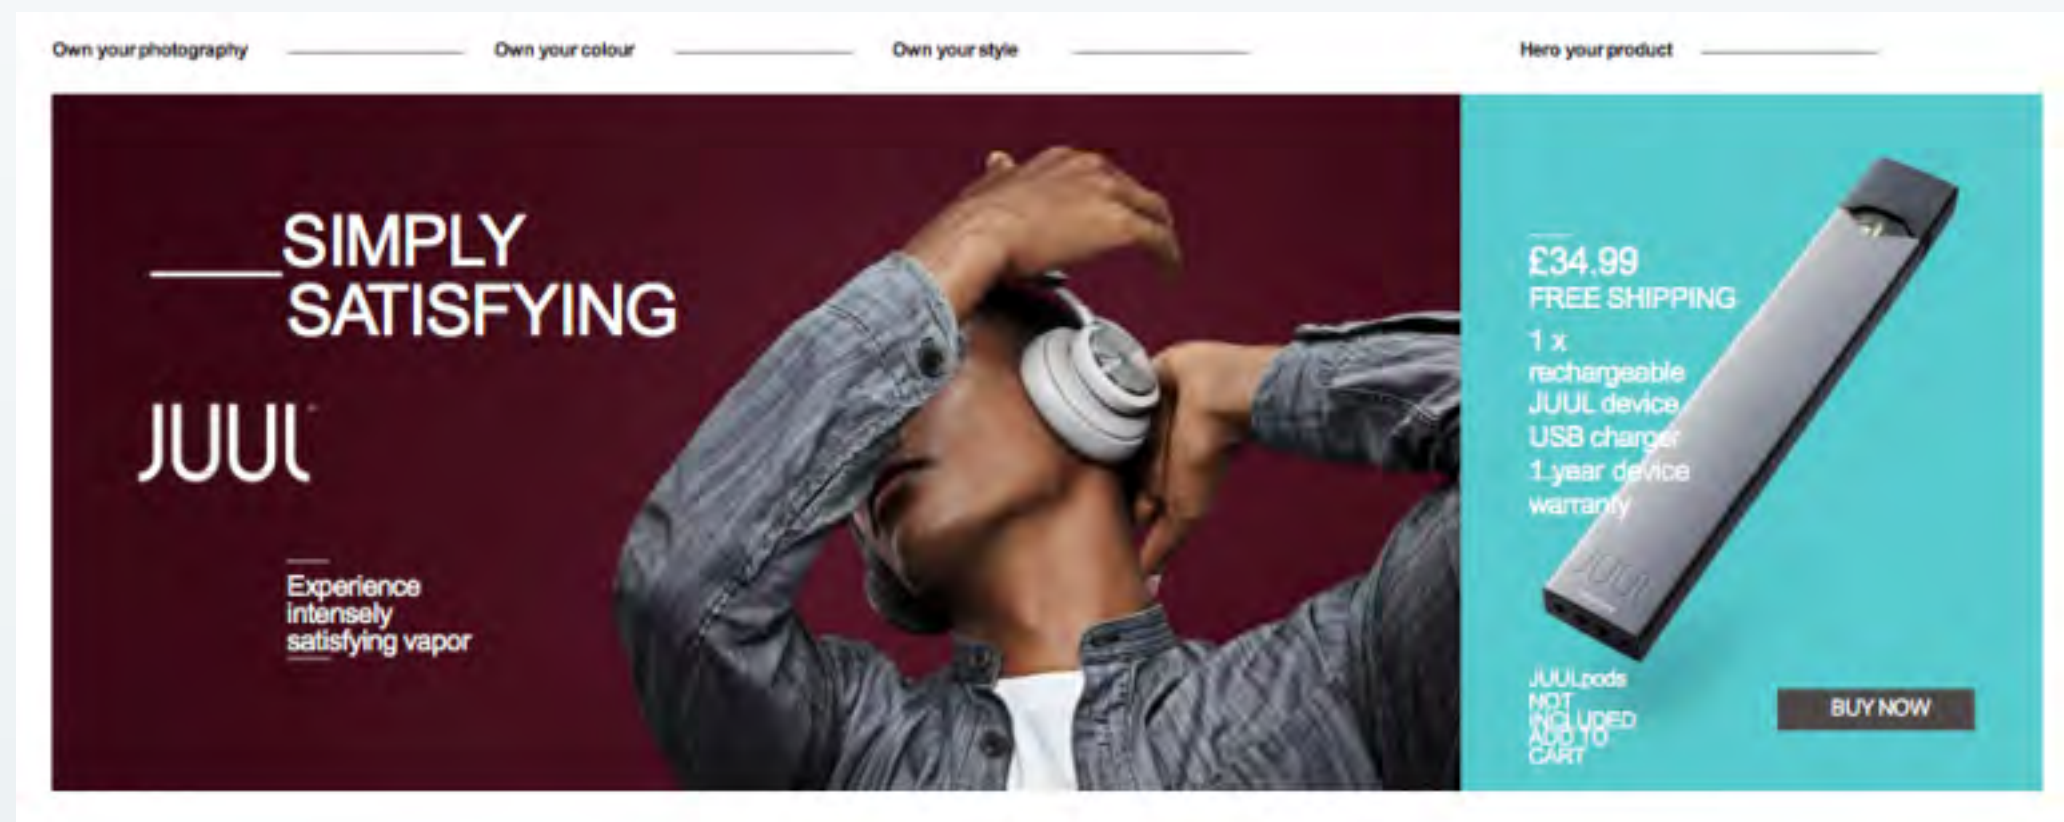 Own your photography
Own your colour
Own your style
Hero your product
SIMPLY
SATISFYING
JUUL
Experience
intensely
satisfying vapor
£34.99
FREE SHIPPING
1 x
rechargeable
JUUL device
USB charger
1 year device
warranty
JUUL
JUULpods
NOT
INCLUDED
ADD TO
CART
BUY NOW